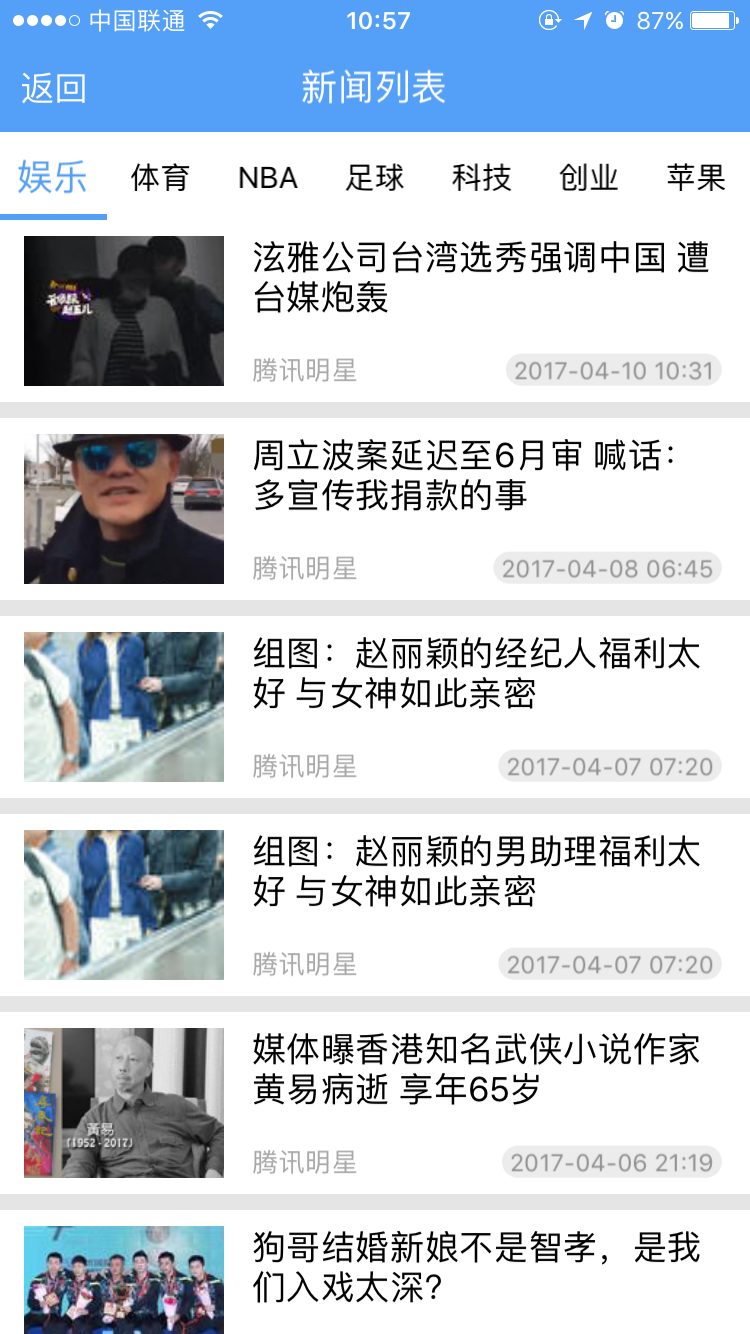 中国联通
10:57
87%
返回
新闻列表
娱乐 体育 NBA 足球 科技 创业 苹果
泫雅公司台湾选秀强调中国 遭
台媒炮轰
腾讯明星
2017-04-10 10:31
周立波案延迟至6月审 喊话：
多宣传我捐款的事
腾讯明星
2017-04-08 06:45
组图：赵丽颖的经纪人福利太
好 与女神如此亲密
腾讯明星
2017-04-07 07:20
组图：赵丽颖的男助理福利太
好 与女神如此亲密
腾讯明星
2017-04-07 07:20
媒体曝香港知名武侠小说作家
黄易病逝 享年65岁
黃易
(1952-2017)
腾讯明星
2017-04-06 21:19
狗哥结婚新娘不是智孝，是我
们入戏太深？